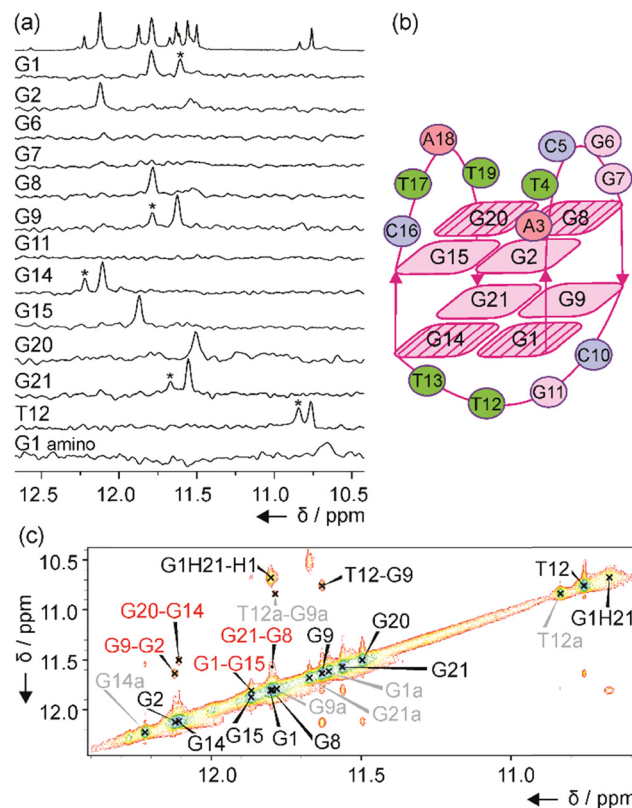 (a)
*
G1
G2
G6
G7
G8
*
G9
G11
*
G14
G15
G20
*
G21
*
T12
G1 amino
12.5 12.0 11.5 11.0 10.5
δ / ppm
(b)
A18
C5
G6
T17
T19
T4
G7
C16
G20
A3
G8
G15
G2
G21
G9
G14
G1
C10
T13
T12
G11
(c)
10.5
11.0
11.5
12.0
δ / ppm
G1H21-H1
T12-G9
T12
G20-G14
T12a-G9a
G1H21
G9-G2
G21-G8
G9
G20
T12a
G1-G15
G14a
G21
G2
G1a
G9a
G21a
G14
G15
G1
G8
12.0 11.5 11.0
δ / ppm